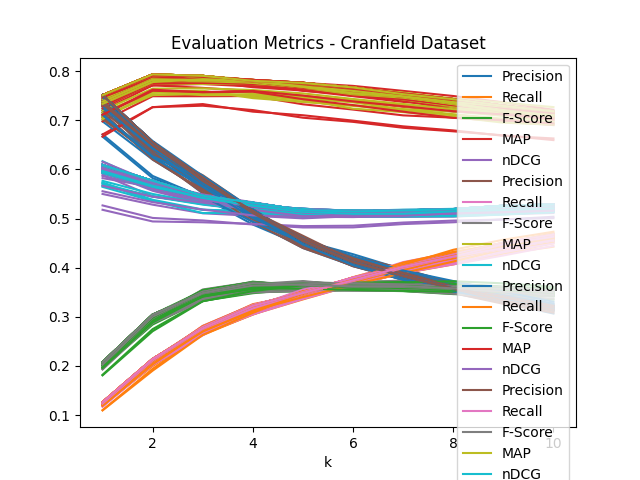 Evaluation Metrics - Cranfield Dataset
0.8
0.7
0.6
0.5
0.4
0.3
0.2
0.1
2
4
6
8
10
k
Precision
Recall
F-Score
MAP
nDCG
Precision
Recall
F-Score
MAP
nDCG
Precision
Recall
F-Score
MAP
nDCG
Precision
Recall
F-Score
MAP
nDCG